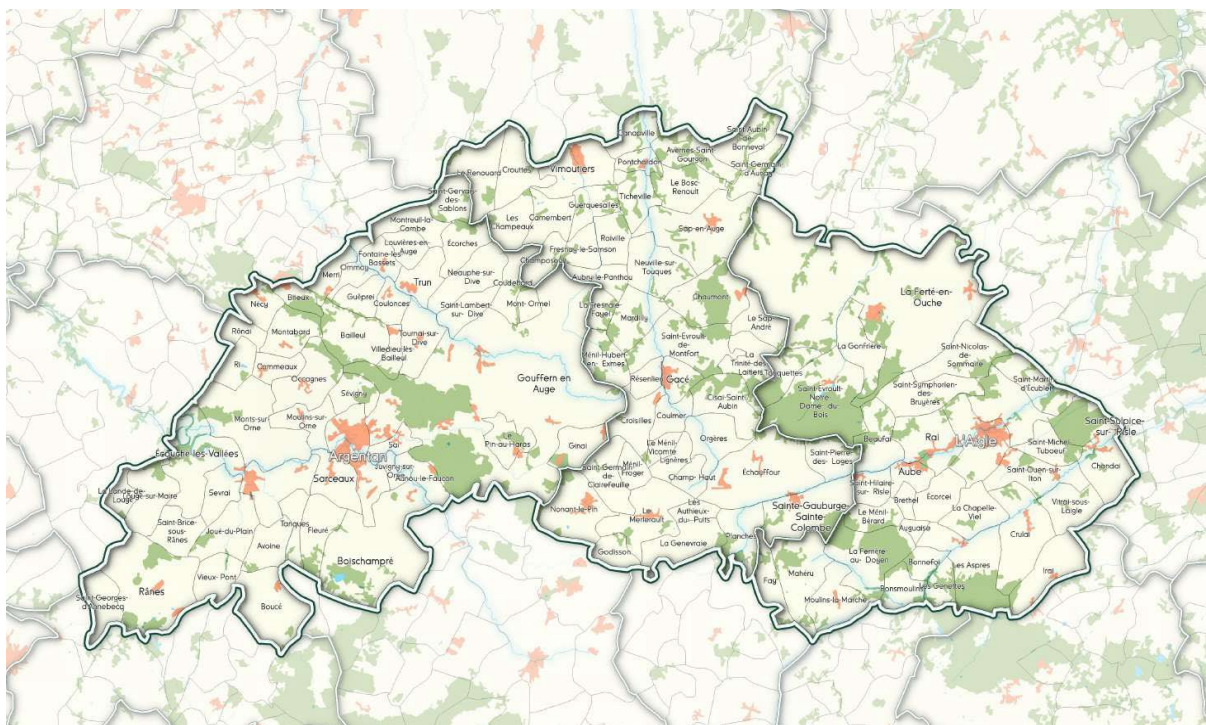 Canapville
Saint-Aubin
de-
Bonneval
Avernes-Saint-
Gourgon
Pontchardon
Vimoutiers
Crouttes
Le Renouard
Saint-Germain
d'Aunay
Le Bosc-
Renoult
Saint-Gervais-
des-
Sablons
Ticheville
Guerquesalles
Les
Champeaux
Camembert
Montreuil-la-
Cambe
Sap-en-Auge
Louvières-en-
Auge
Écorches
Roiville
Fresnay-le-Samson
Fontaine-les-
Bassets
Champosoult
Neuville-sur-
Touques
Ommoy
Merri
Trun
Neauphe-sur-
Dive
Coudehard
Aubry-le-Panthou
La Ferté-en-
Ouche
Nécy
Brieux
Guêprei
Coulonces
Saint-Lambert-
sur- Dive
Mont- Ormel
La Fresnaie-
Fayel
Mardilly
Chaumont
Le Sap-
André
Rônai
Montabard
Bailleul
Tournai-sur-
Dive
Villedieu-lès-
Bailleul
Saint-Evroult-
de-
Montfort
La Gonfrière
Saint-Nicolas-
de-
Sommaire
Ri
Commeaux
Ménil-Hubert-
en- Exmes
La
Trinité-des-
Laitiers
Touquettes
Occagnes
Sévigny
Gouffern en
Auge
Résenlieu
Gacé
Saint-Evroult-
Notre
Dame- du
Bois
Saint-Symphorien-
des-
Bruyères
Saint-Martin
d'Écublei
Cisai-Saint-
Aubin
Monts-sur
Orne
Moulins-sur-
Orne
Croisilles
Coulmer
Saint-Sulpice-
sur- Risle
Argentan
Sai
Le
Pin-au-Haras
Ginai
Le Ménil-
Vicomte
Lignères
Orgères
Beaufai
Rai
L'Aigle
Saint-Michel
Tubœuf
Écouché-les-Vallées
Juvigny-sur
Orne
Aunou-le-Faucon
Saint-Pierre-
des- Loges
Chandai
Sarceaux
Saint-Germain-
de-
Clairefeuille
Ménil-
Froger
Champ- Haut
Échauffour
Aube
Saint-Ouen-sur-
Iton
La Lande-de-
Lougé
Sevrai
Saint-Hilaire-
sur- Risle
Brethel
Écorcei
Vitrai-sous-
Laigle
Nonant-le-Pin
Le
Merlerault
Les
Authieux-
du- Puits
Sainte-Gauburge-
Sainte
Colombe
La Chapelle-
Viel
Saint-Brice-
sous-
Rânes
Joué-du-Plain
Tanques
Fleuré
Le Ménil-
Bérard
Auguaise
Crulai
Avoine
Planches
La Genevraie
Godisson
La Ferrière
au- Doyen
Bonnefoi
Les Aspres
Boischampré
Vieux- Pont
Fay
Mahéru
Irai
Rânes
Bonsmoulins
Les Genettes
Moulins-la-Marche
Saint-Georges-
d'Annebecq
Boucé